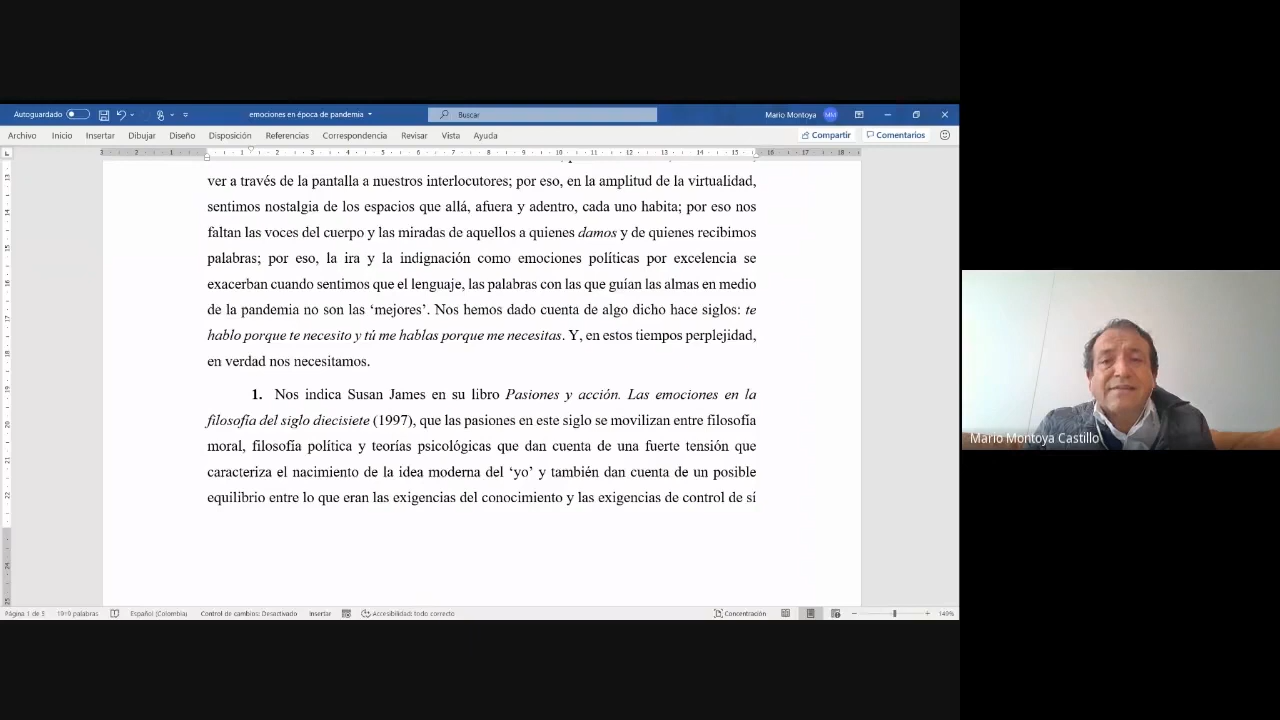 Autoguardado
emociones en época de pandemia
Buscar
Mario Montoya
MM
Archivo Inicio Insertar Dibujar Diseño Disposición Referencias Correspondencia Revisar Vista Ayuda
Compartir Comentarios
ver a través de la pantalla a nuestros interlocutores; por eso, en la amplitud de la virtualidad,
sentimos nostalgia de los espacios que allá, afuera y adentro, cada uno habita; por eso nos
faltan las voces del cuerpo y las miradas de aquellos a quienes damos y de quienes recibimos
palabras; por eso, la ira y la indignación como emociones políticas por excelencia se
exacerban cuando sentimos que el lenguaje, las palabras con las que guían las almas en medio
de la pandemia no son las ‘mejores’. Nos hemos dado cuenta de algo dicho hace siglos: te
hablo porque te necesito y tú me hablas porque me necesitas. Y, en estos tiempos perplejidad,
en verdad nos necesitamos.
1. Nos indica Susan James en su libro Pasiones y acción. Las emociones en la
filosofía del siglo diecisiete (1997), que las pasiones en este siglo se movilizan entre filosofía
moral, filosofía política y teorías psicológicas que dan cuenta de una fuerte tensión que
caracteriza el nacimiento de la idea moderna del ‘yo’ y también dan cuenta de un posible
equilibrio entre lo que eran las exigencias del conocimiento y las exigencias de control de sí
Página 1 de 5 1919 palabras Español (Colombia) Control de cambios: Desactivado Insertar Accesibilidad: todo correcto Concentración 149%
Mario Montoya Castillo